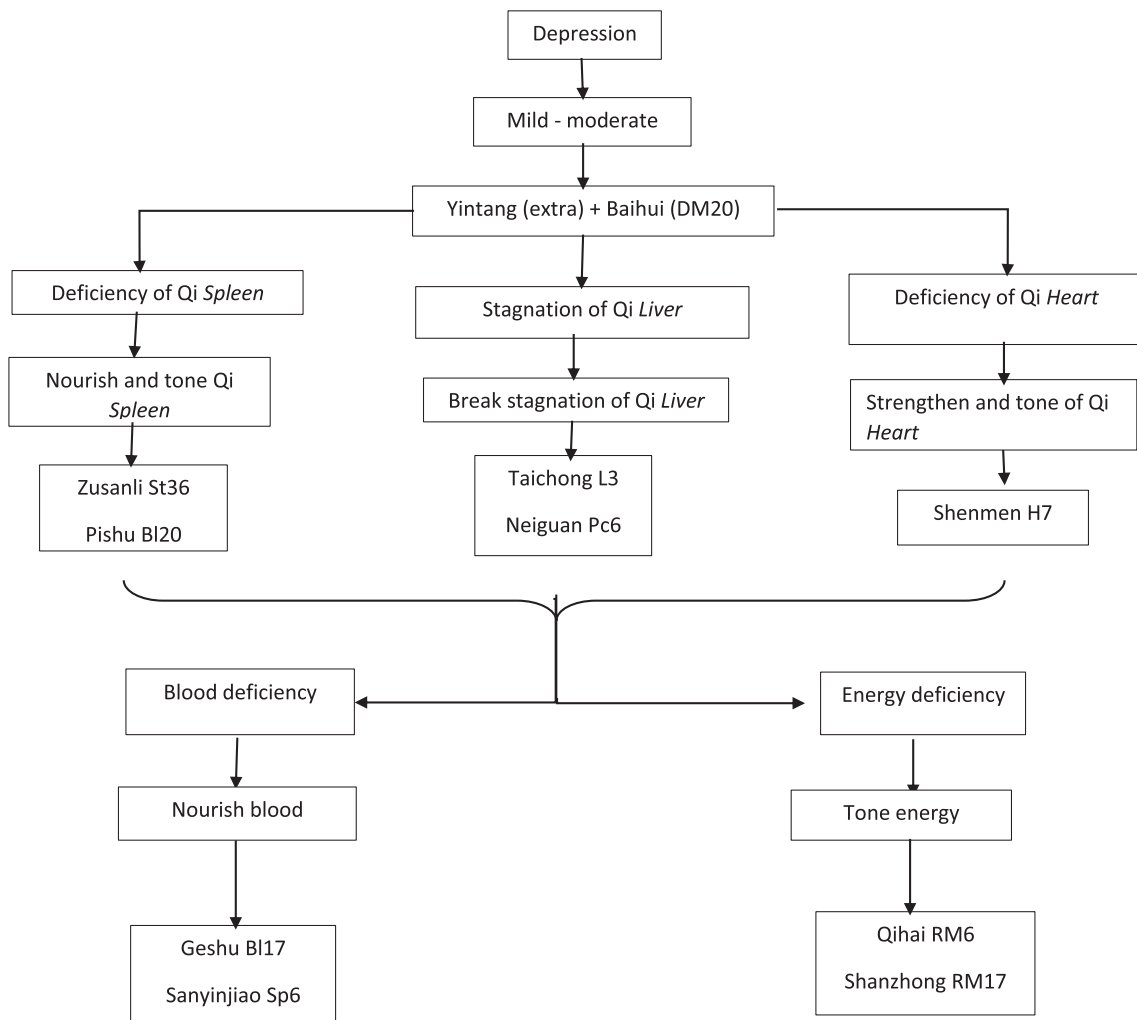 Depression
Mild - moderate
Yintang (extra) + Baihui (DM20)
Deficiency of Qi Spleen
Stagnation of Qi Liver
Deficiency of Qi Heart
Nourish and tone Qi
Spleen
Break stagnation of Qi Liver
Strengthen and tone of Qi
Heart
Zusanli St36
Pishu Bl20
Taichong L3
Neiguan Pc6
Shenmen H7
Blood deficiency
Energy deficiency
Nourish blood
Tone energy
Geshu Bl17
Sanyinjiao Sp6
Qihai RM6
Shanzhong RM17